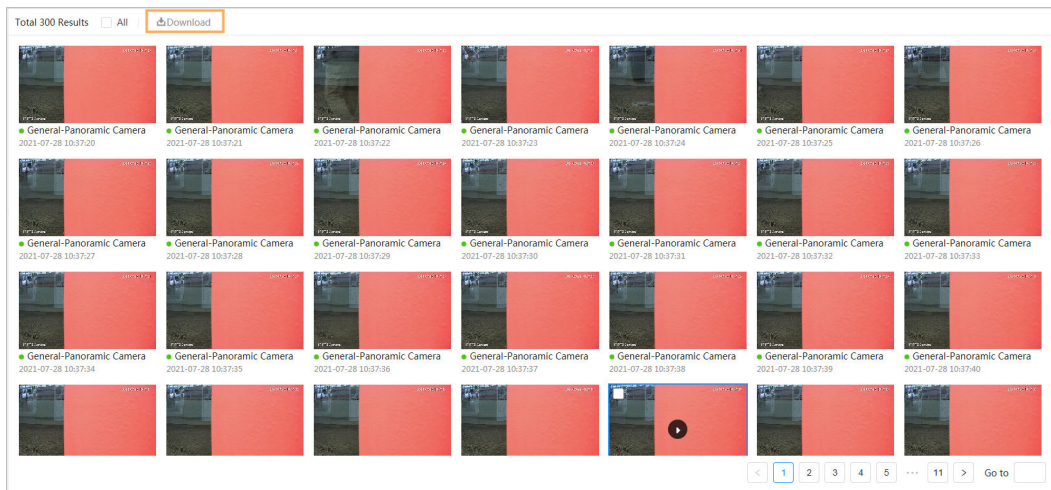 Total 300 Results All Download
General-Panoramic Camera General-Panoramic Camera General-Panoramic Camera General-Panoramic Camera General-Panoramic Camera General-Panoramic Camera General-Panoramic Camera
2021-07-28 10:37:20 2021-07-28 10:37:21 2021-07-28 10:37:22 2021-07-28 10:37:23 2021-07-28 10:37:24 2021-07-28 10:37:25 2021-07-28 10:37:26
General-Panoramic Camera General-Panoramic Camera General-Panoramic Camera General-Panoramic Camera General-Panoramic Camera General-Panoramic Camera General-Panoramic Camera
2021-07-28 10:37:27 2021-07-28 10:37:28 2021-07-28 10:37:29 2021-07-28 10:37:30 2021-07-28 10:37:31 2021-07-28 10:37:32 2021-07-28 10:37:33
General-Panoramic Camera General-Panoramic Camera General-Panoramic Camera General-Panoramic Camera General-Panoramic Camera General-Panoramic Camera General-Panoramic Camera
2021-07-28 10:37:34 2021-07-28 10:37:35 2021-07-28 10:37:36 2021-07-28 10:37:37 2021-07-28 10:37:38 2021-07-28 10:37:39 2021-07-28 10:37:40
< 1 2 3 4 5 ··· 11 > Go to